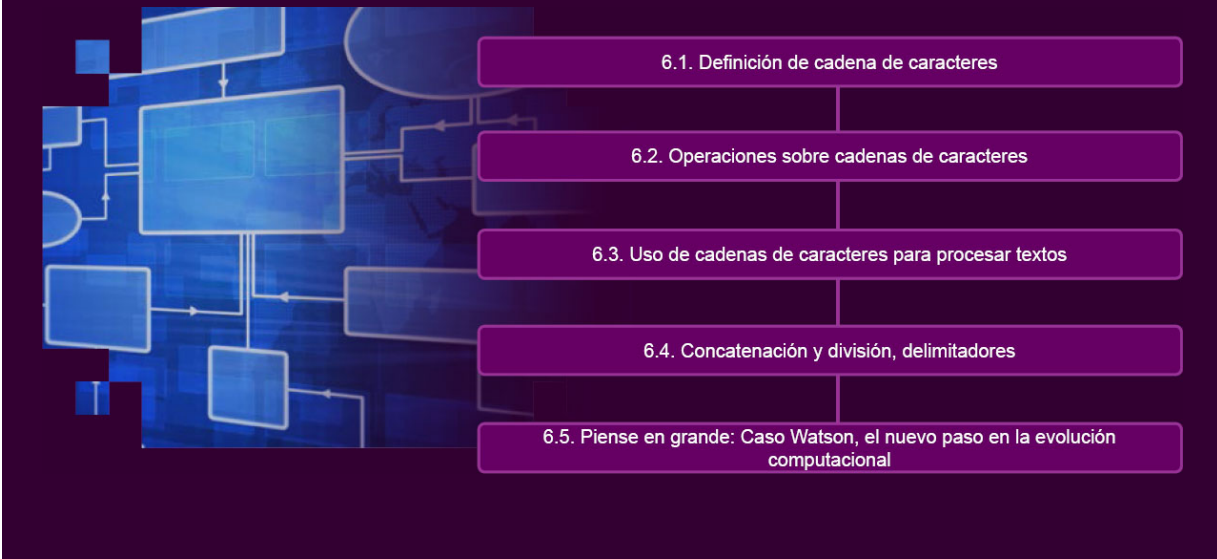 6.1. Definición de cadena de caracteres
6.2. Operaciones sobre cadenas de caracteres
6.3. Uso de cadenas de caracteres para procesar textos
6.4. Concatenación y división, delimitadores
6.5. Piense en grande: Caso Watson, el nuevo paso en la evolución
computacional